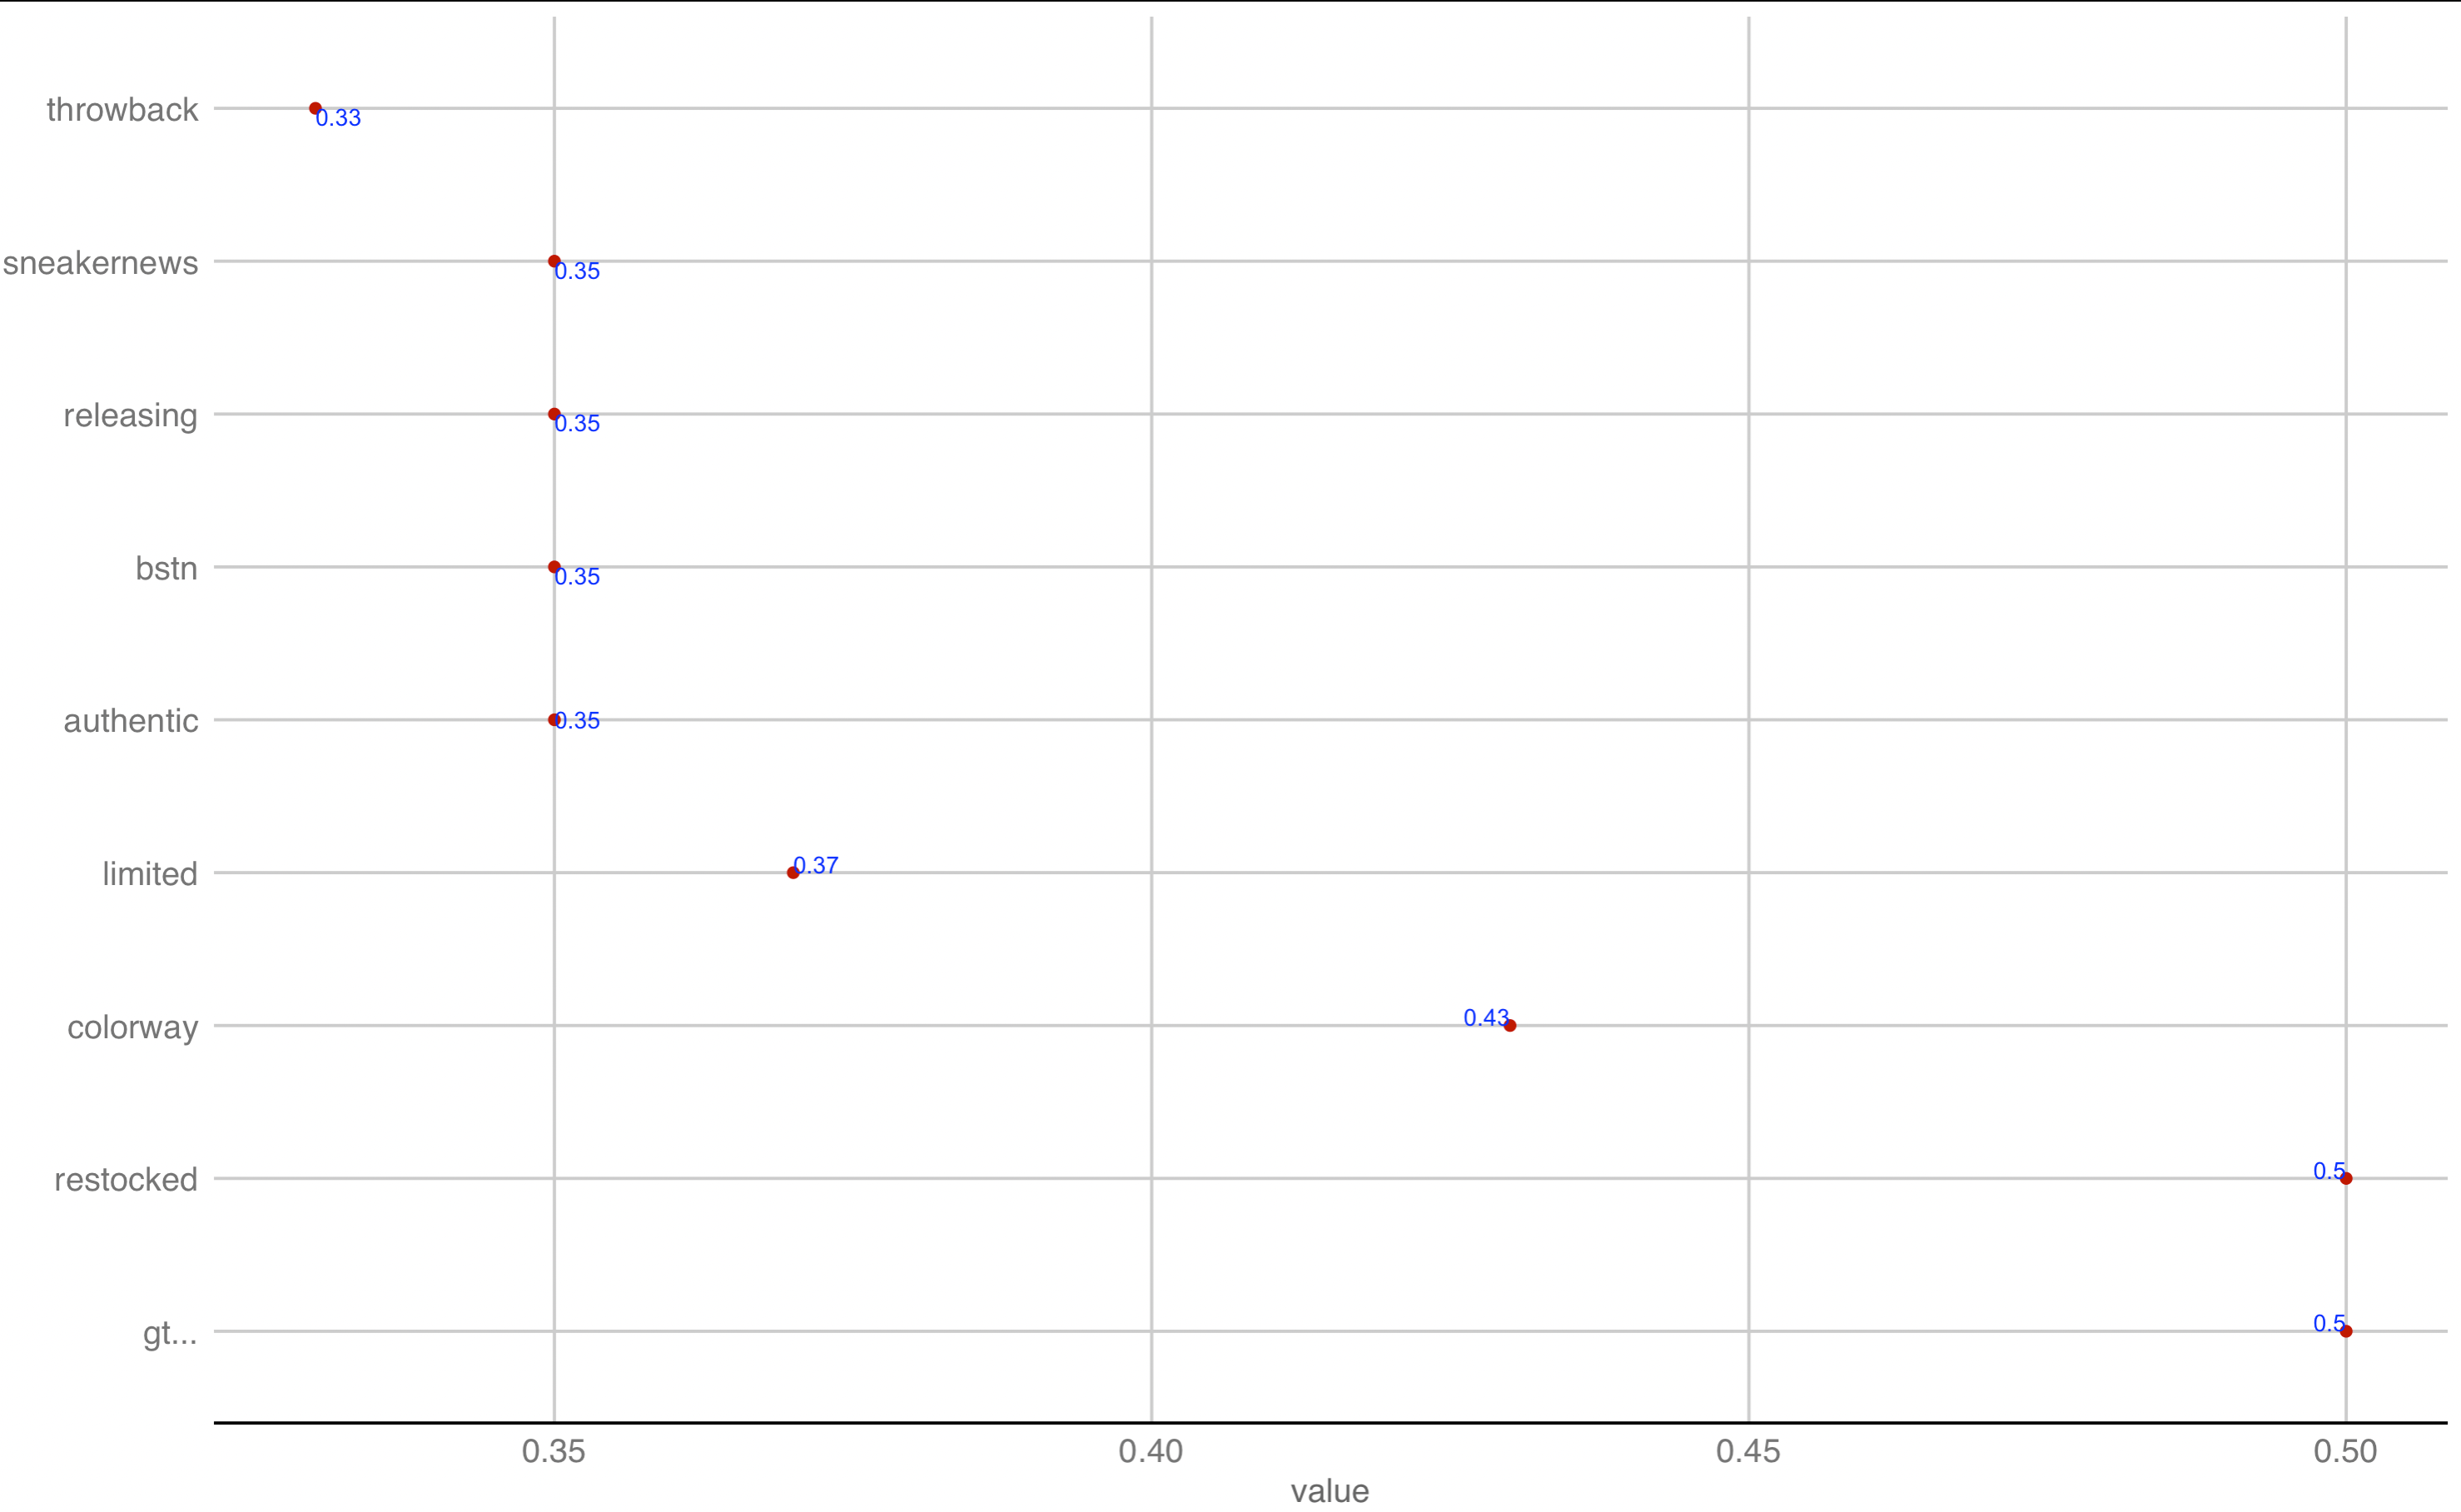 throwback
0.33
sneakernews
0.35
releasing
0.35
bstn
0.35
authentic
0.35
limited
0.37
colorway
0.43
restocked
0.5
gt...
0.5
0.35 0.40 0.45 0.50
value